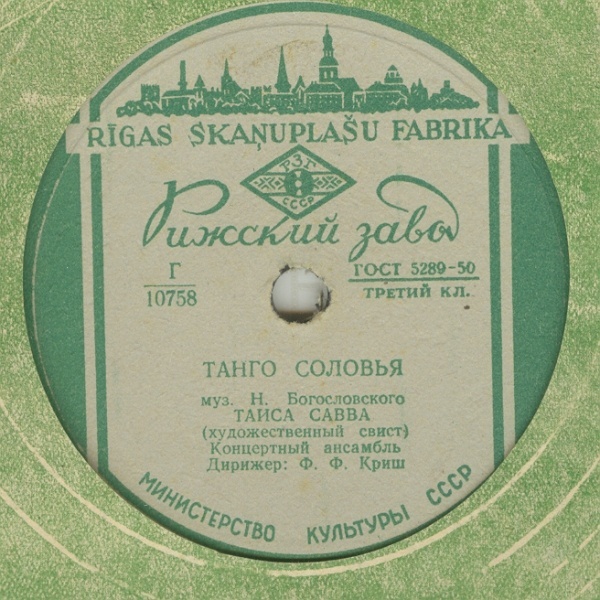 RĪGAS SKAŅUPLAŠU FABRIKA
РЗГ
СССР
Рижский завод
Г
10758
ГОСТ 5289-50
ТРЕТИЙ КЛ.
ТАНГО СОЛОВЬЯ
муз. Н. Богословского
ТАИСА САВВА
(художественный свист)
Концертный ансамбль
Дирижер: Ф. Ф. Криш
МИНИСТЕРСТВО КУЛЬТУРЫ СССР